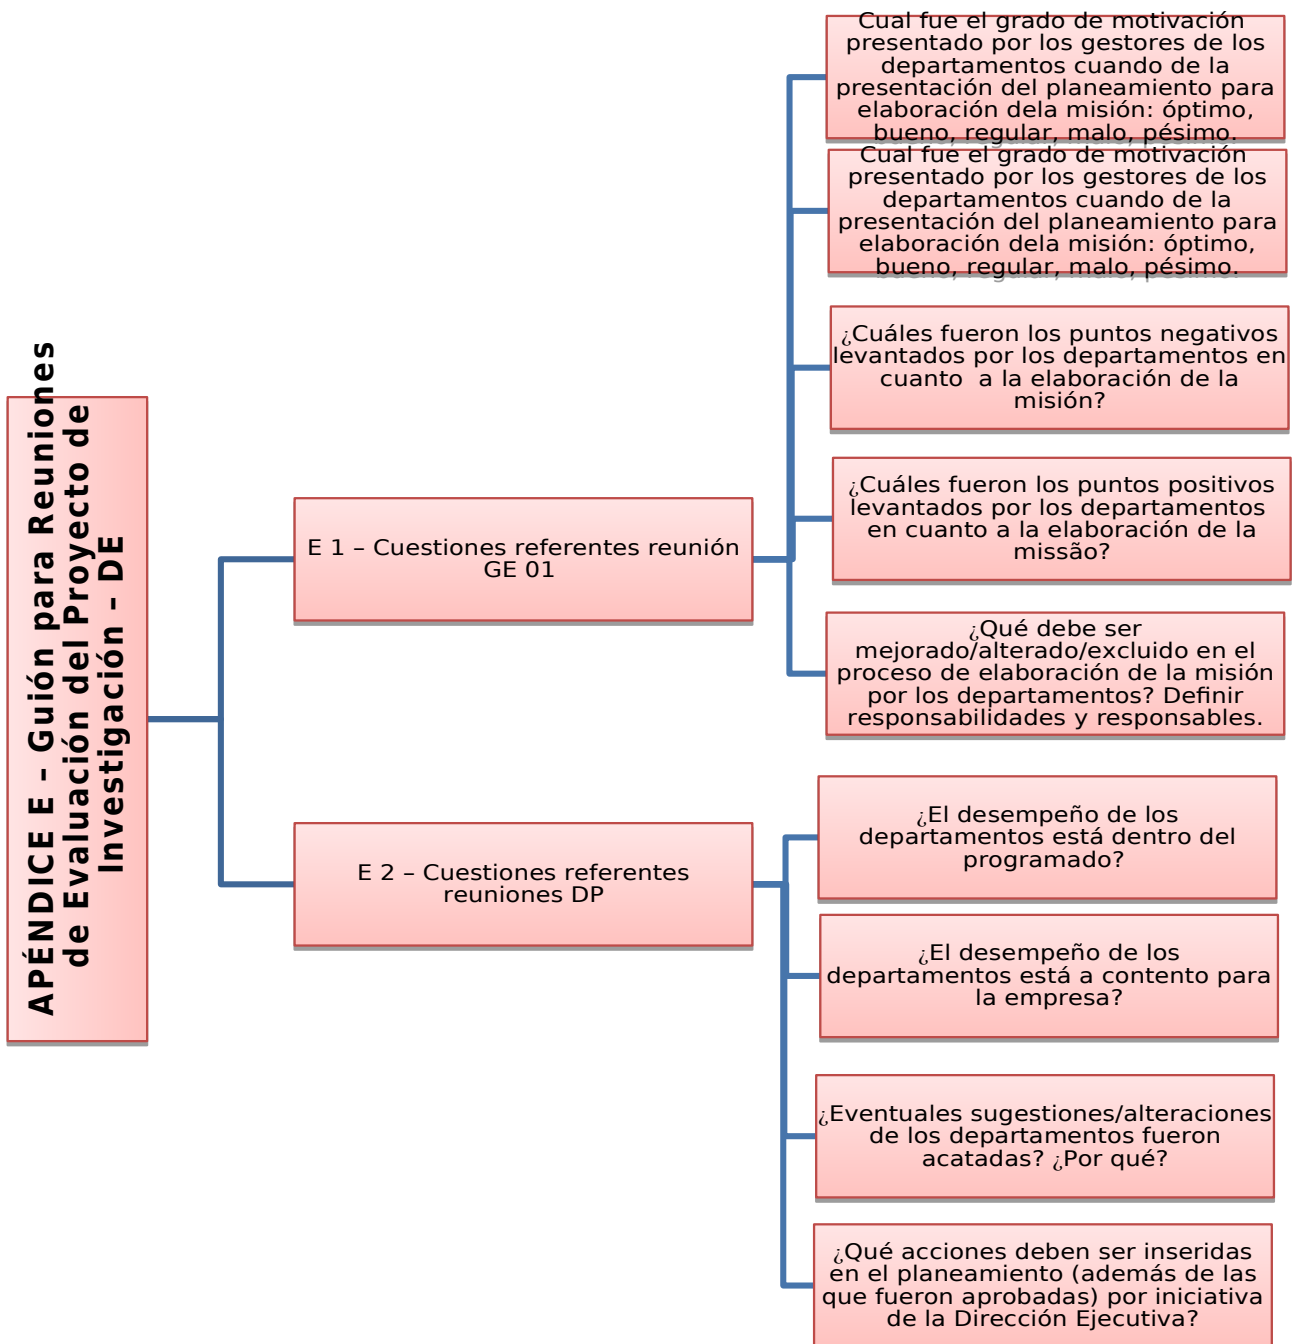 APÉNDICE E – Guión para Reuniones
de Evaluación del Proyecto de
Investigación – DE
E 1 – Cuestiones referentes reunión
GE 01
Cual fue el grado de motivación
presentado por los gestores de los
departamentos cuando de la
presentación del planeamiento para
elaboración dela misión: óptimo,
bueno, regular, malo, pésimo.
Cual fue el grado de motivación
presentado por los gestores de los
departamentos cuando de la
presentación del planeamiento para
elaboración dela misión: óptimo,
bueno, regular, malo, pésimo.
¿Cuáles fueron los puntos negativos
levantados por los departamentos en
cuanto  a la elaboración de la
misión?
¿Cuáles fueron los puntos positivos
levantados por los departamentos
en cuanto a la elaboración de la
missão?
¿Qué debe ser
mejorado/alterado/excluido en el
proceso de elaboración de la misión
por los departamentos? Definir
responsabilidades y responsables.
E 2 – Cuestiones referentes
reuniones DP
¿El desempeño de los
departamentos está dentro del
programado?
¿El desempeño de los
departamentos está a contento para
la empresa?
¿Eventuales sugestiones/alteraciones
de los departamentos fueron
acatadas? ¿Por qué?
¿Qué acciones deben ser inseridas
en el planeamiento (además de las
que fueron aprobadas) por iniciativa
de la Dirección Ejecutiva?